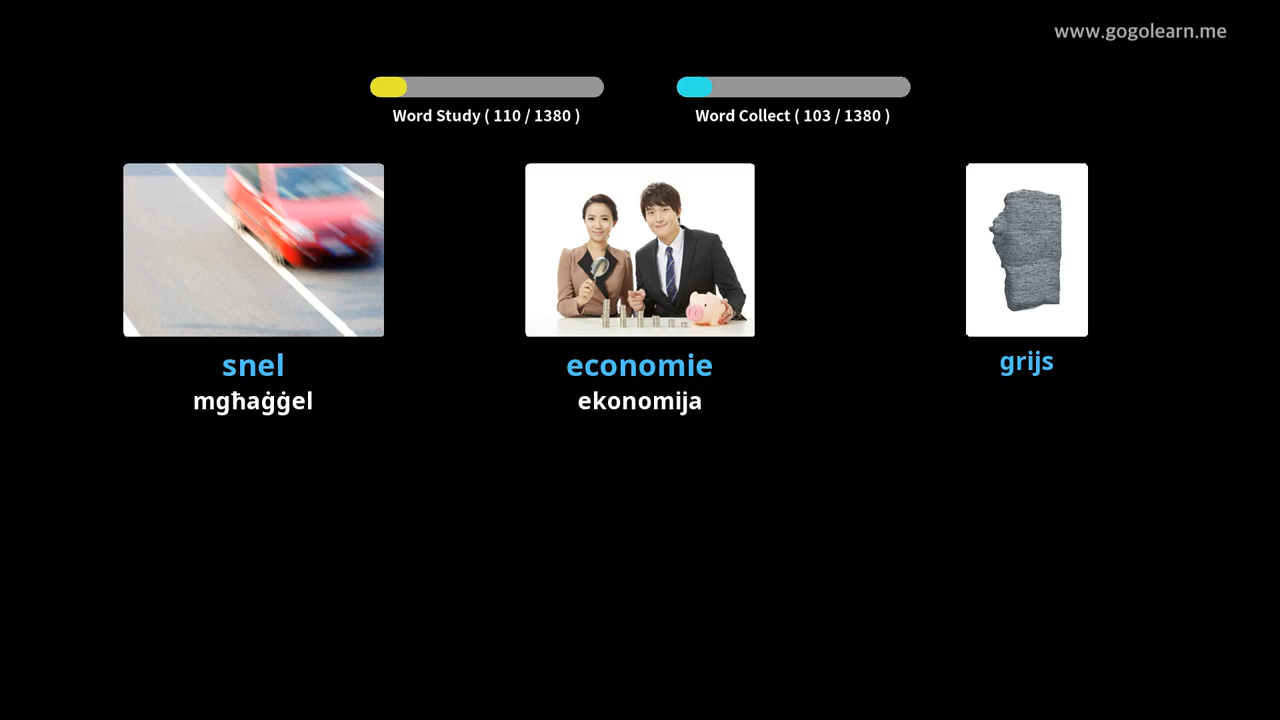 www.gogolearn.me
Word Study ( 110 / 1380 )
Word Collect ( 103 / 1380 )
snel
mgħaġġel
economie
ekonomija
grijs